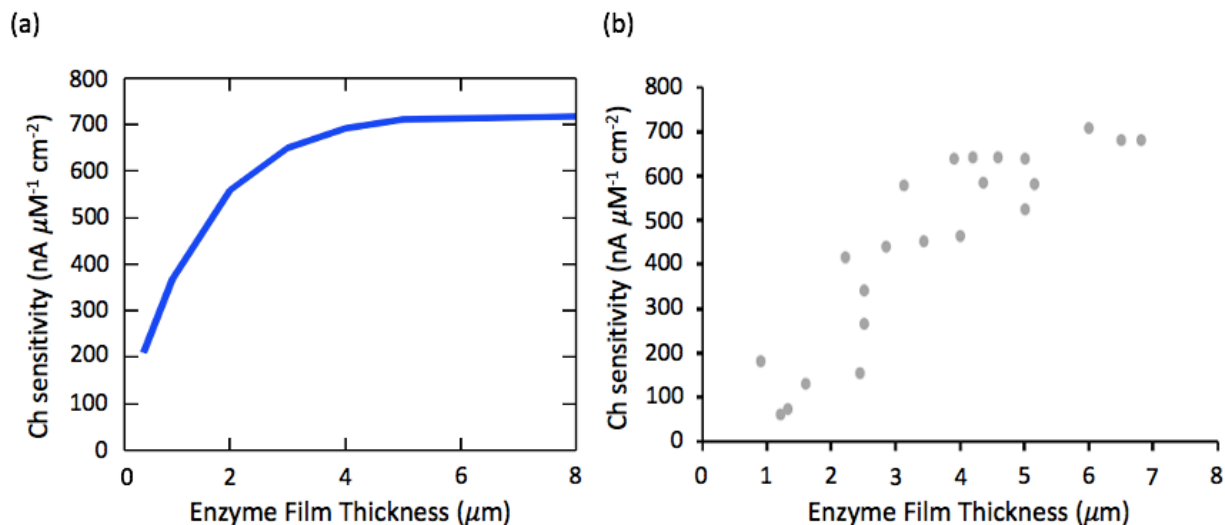 (a)
Ch sensitivity (nA μM⁻¹ cm⁻²)
800
700
600
500
400
300
200
100
0
0 2 4 6 8
Enzyme Film Thickness (μm)
(b)
Ch sensitivity (nA μM⁻¹ cm⁻²)
800
700
600
500
400
300
200
100
0
0 1 2 3 4 5 6 7 8
Enzyme Film Thickness (μm)